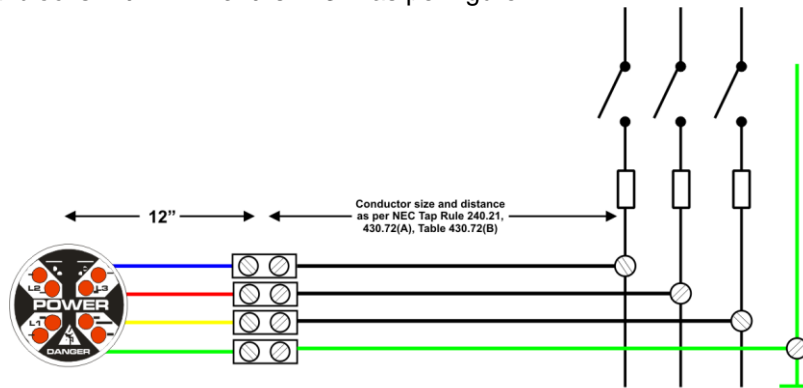 12”
Conductor size and distance
as per NEC Tap Rule 240.21,
430.72(A), Table 430.72(B)
L2
L3
POWER
L1
DANGER